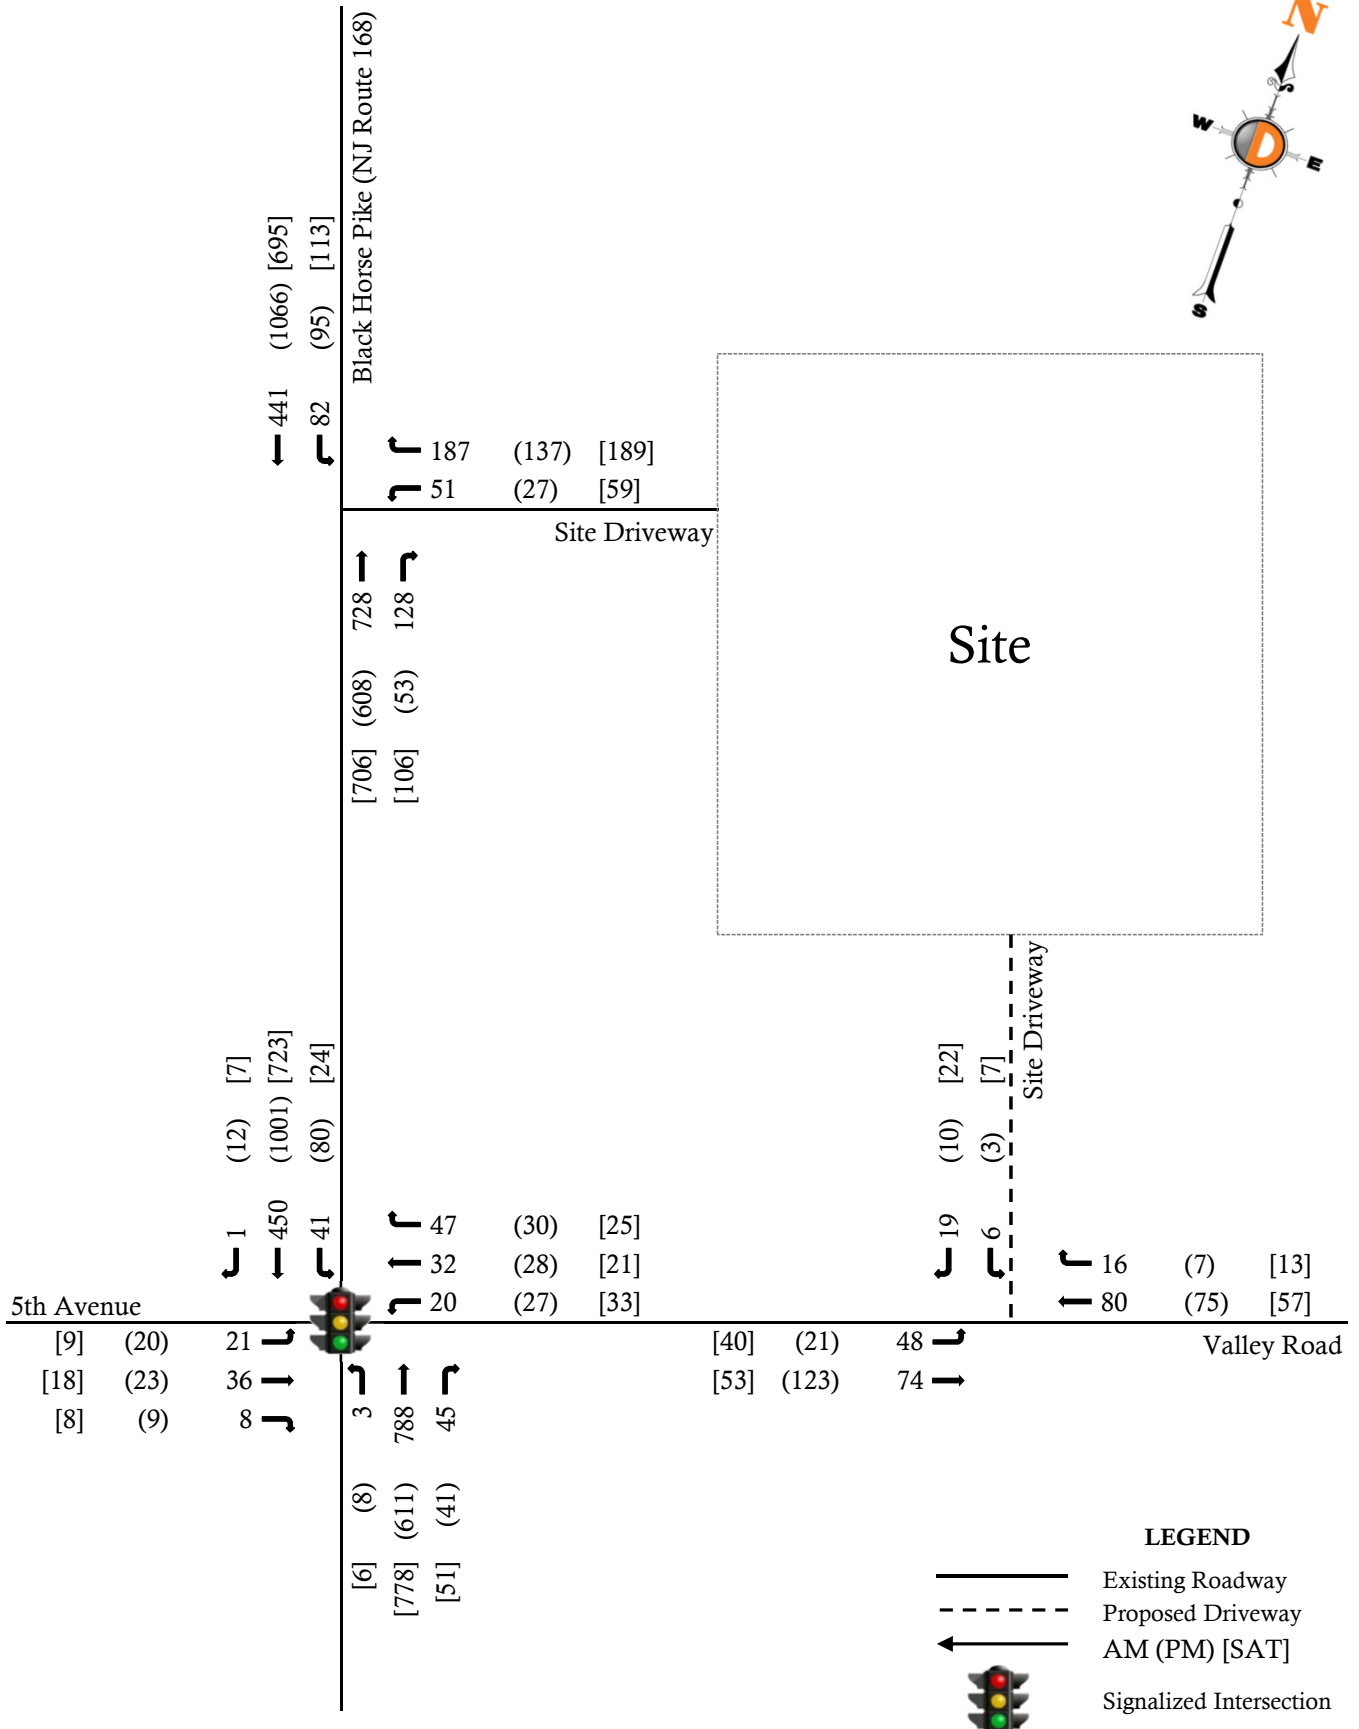 N
W
E
S
D
Black Horse Pike (NJ Route 168)
441 (1066) [695]
82 (95) [113]
187 (137) [189]
51 (27) [59]
Site Driveway
728 (608) [706]
128 (53) [106]
Site
Site Driveway
1 (12) [7]
450 (1001) [723]
41 (80) [24]
19 (10) [22]
6 (3) [7]
47 (30) [25]
32 (28) [21]
20 (27) [33]
16 (7) [13]
80 (75) [57]
5th Avenue
Valley Road
[9] (20) 21
[18] (23) 36
[8] (9) 8
[40] (21) 48
[53] (123) 74
[6] (8) 3
[778] (611) 788
[51] (41) 45
LEGEND
Existing Roadway
Proposed Driveway
AM (PM) [SAT]
Signalized Intersection